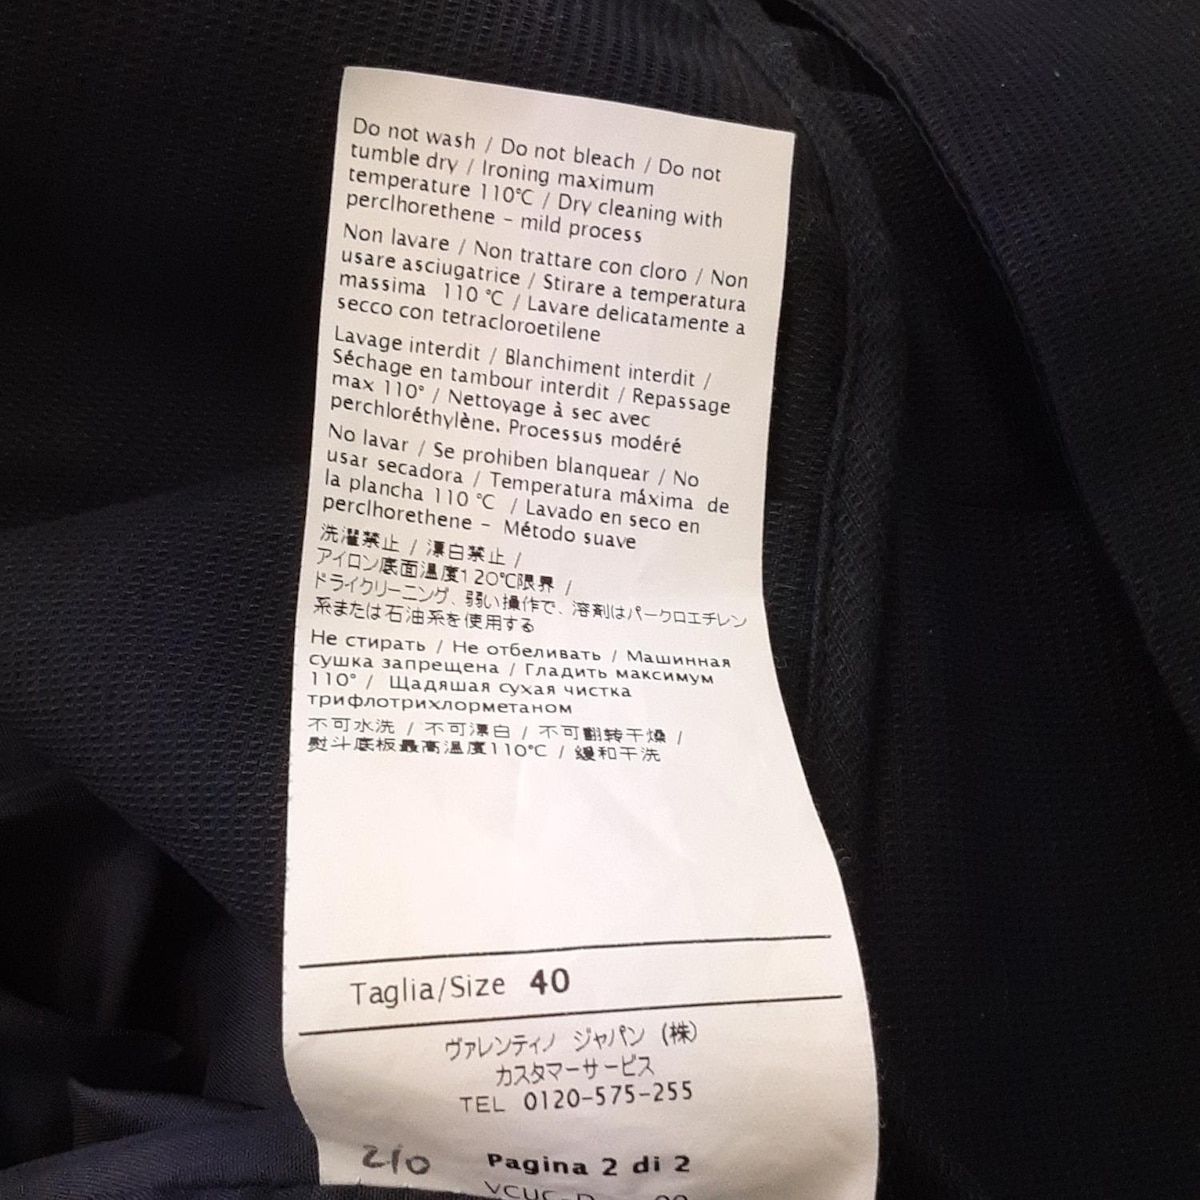 Do not wash / Do not bleach / Do not
tumble dry / Ironing maximum
temperature 110°C / Dry cleaning with
perclhorethene - mild process
Non lavare / Non trattare con cloro / Non
usare asciugatrice / Stirare a temperatura
massima 110 °C / Lavare delicatamente a
secco con tetracloroetilene
Lavage interdit / Blanchiment interdit /
Séchage en tambour interdit / Repassage
max 110° / Nettoyage à sec avec
perchloréthylène. Processus modéré
No lavar / Se prohiben blanquear / No
usar secadora / Temperatura máxima de
la plancha 110 °C / Lavado en seco en
perclhorethene - Método suave
洗濯禁止 / 漂白禁止 /
アイロン底面温度120℃限界 /
ドライクリーニング、弱い操作で、溶剤はパークロエチレン
系または石油系を使用する
Не стирать / Не отбеливать / Машинная
сушка запрещена / Гладить максимум
110° / Щадяшая сухая чистка
трифлотрихлорметаном
不可水洗 / 不可漂白 / 不可翻转干燥 /
熨斗底板最高温度110℃ / 缓和干洗
Taglia/Size 40
ヴァレンティノ ジャパン (株)
カスタマーサービス
TEL 0120-575-255
210
Pagina 2 di 2